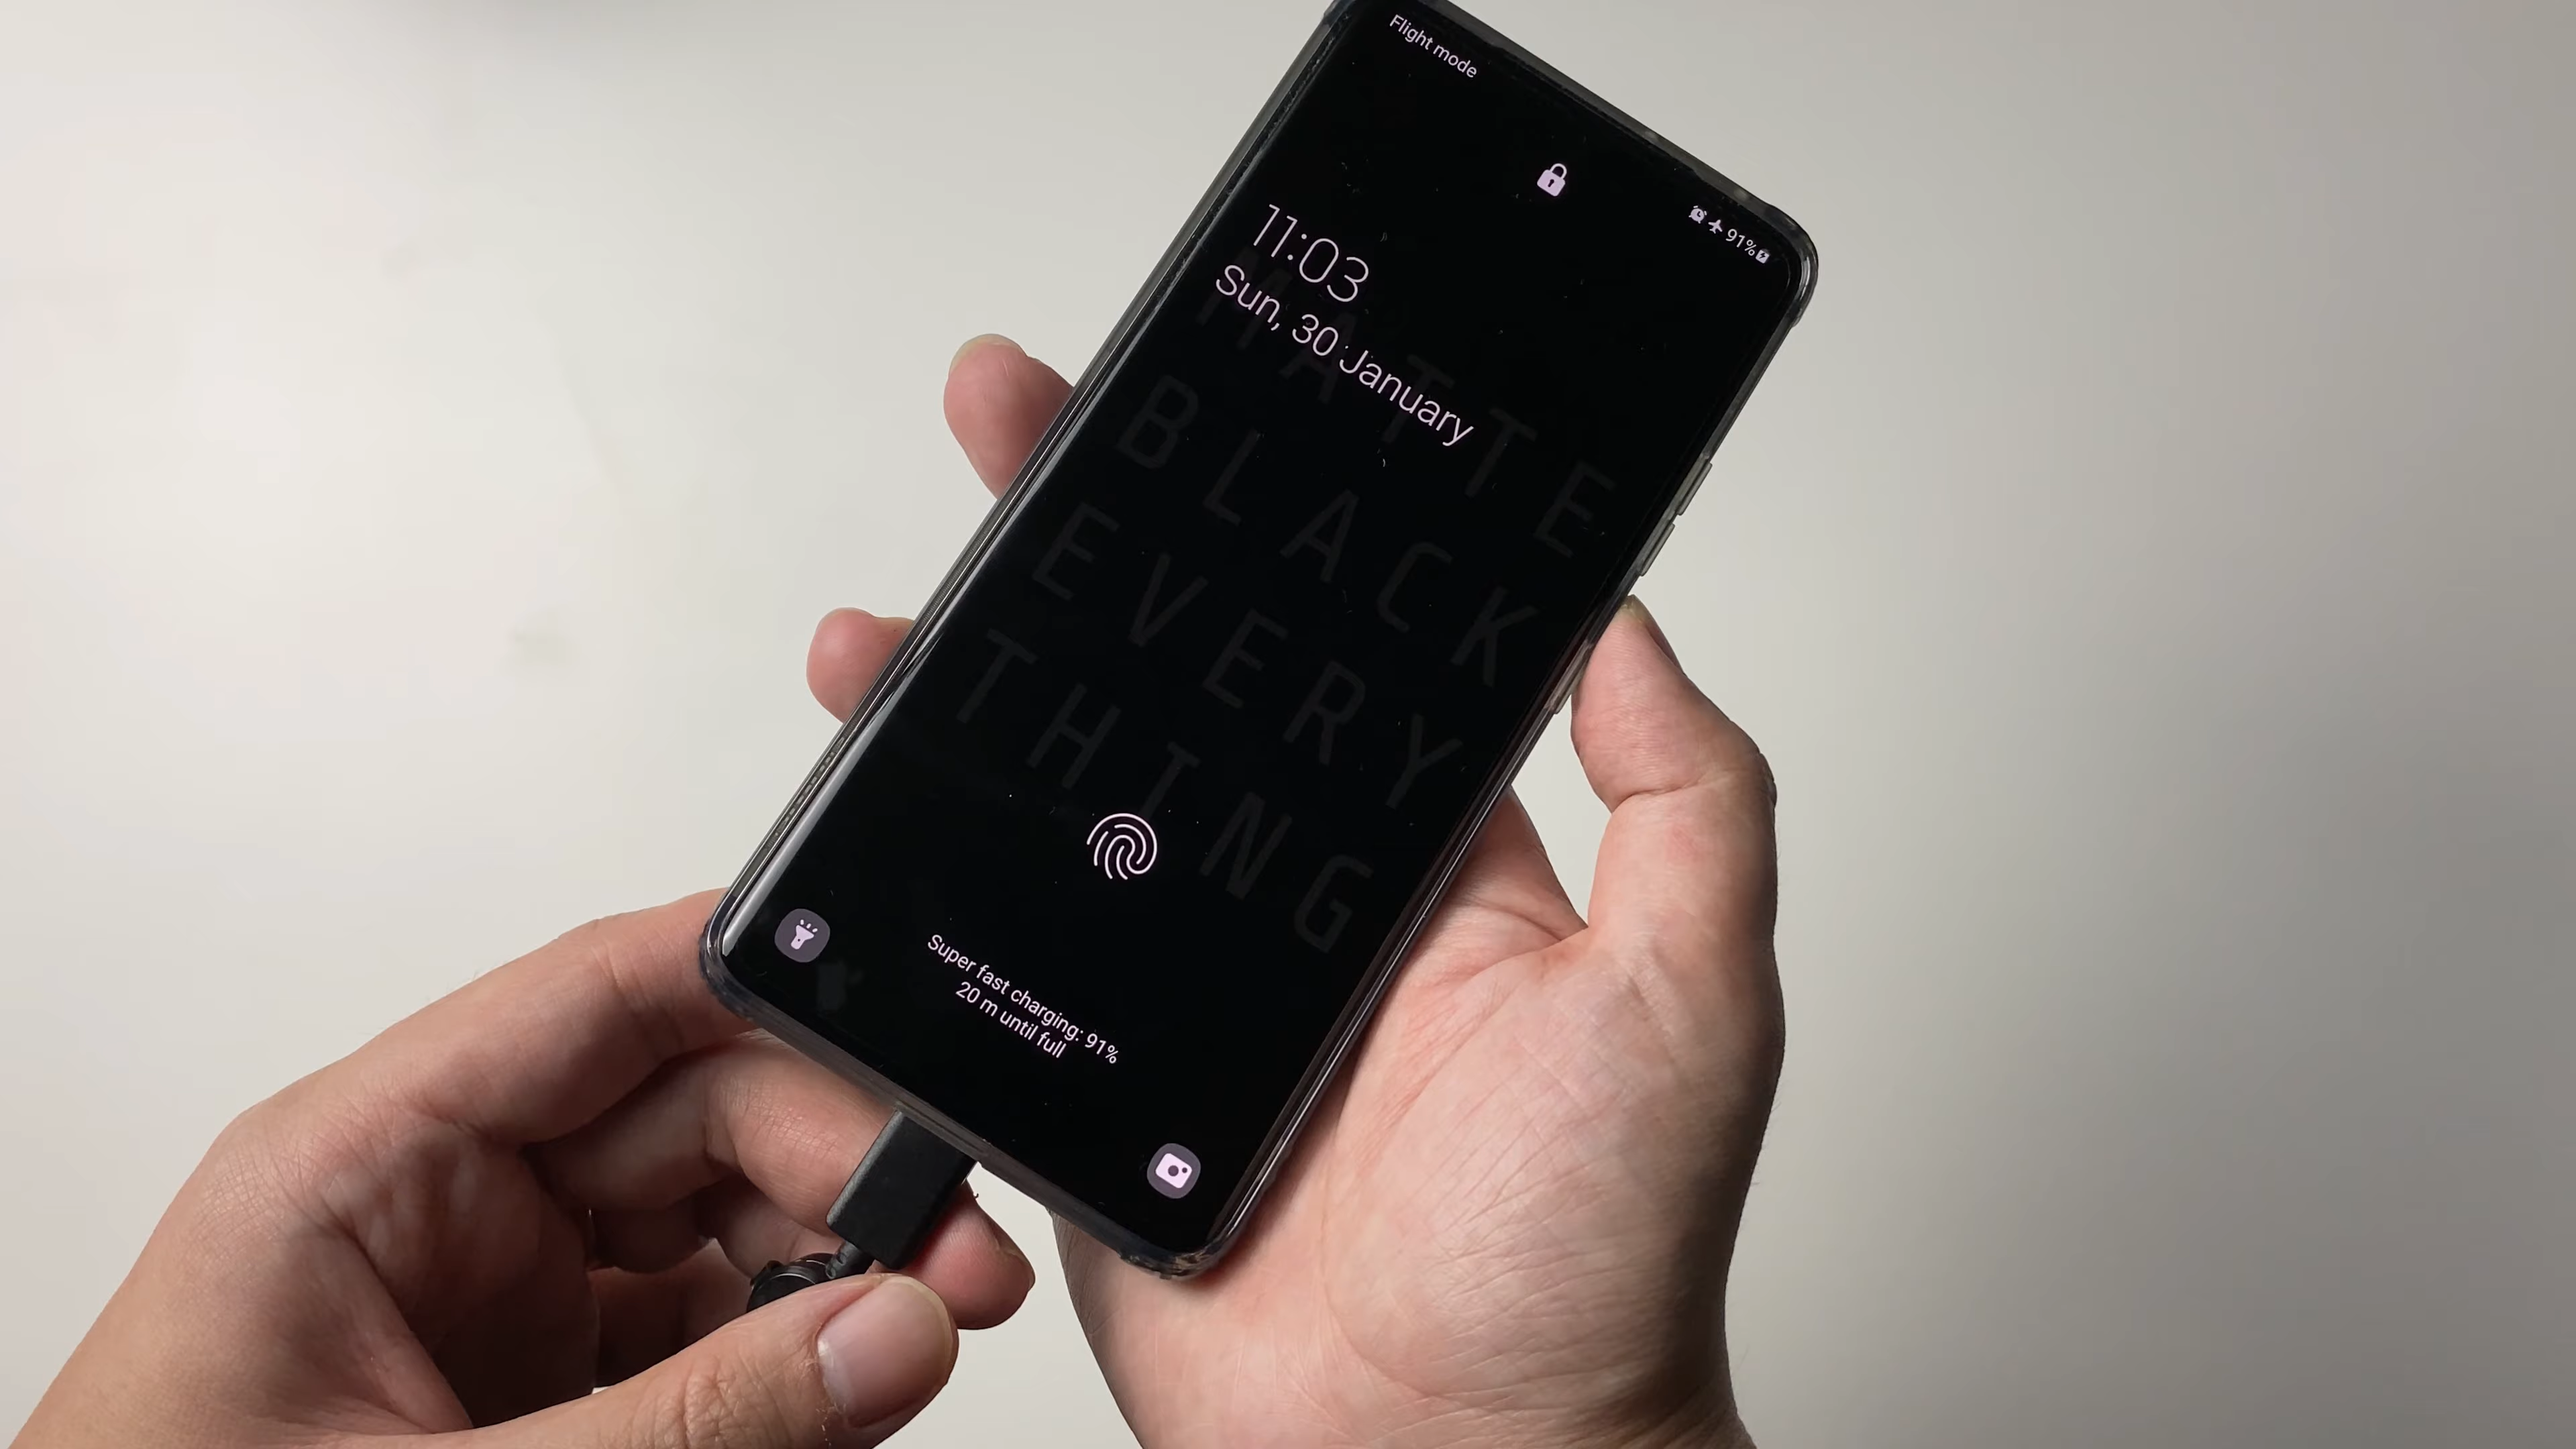 Flight mode
91%
11:03
Sun, 30 January
MATTE
BLACK
EVERY
THING
Super fast charging: 91%
20 m until full